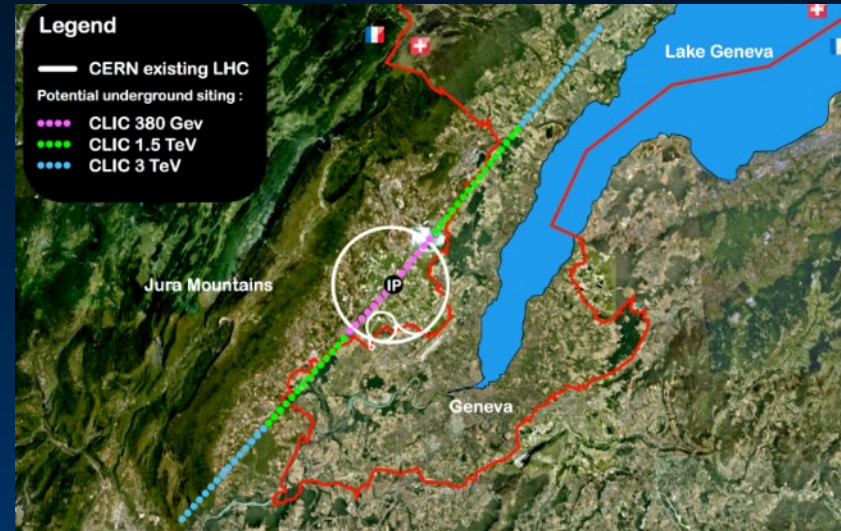 Legend
CERN existing LHC
Potential underground siting :
CLIC 380 Gev
CLIC 1.5 TeV
CLIC 3 TeV
Lake Geneva
Jura Mountains
IP
Geneva